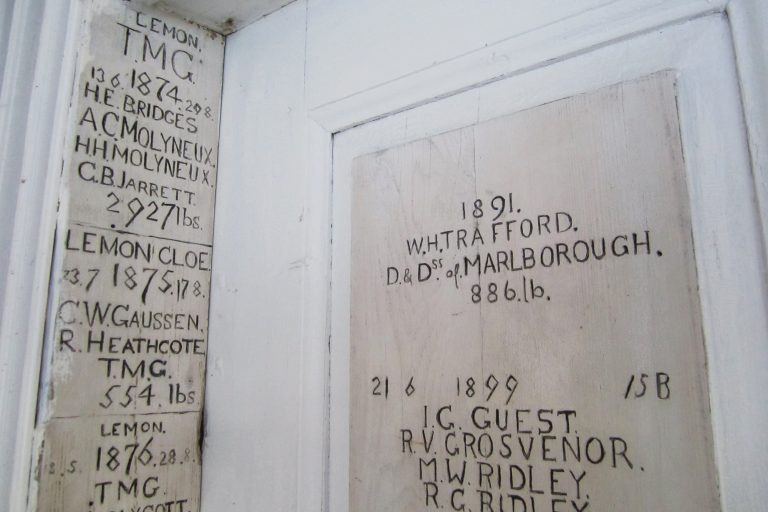 LEMON.
T.M.G.
13.6.1874.29.8.
H.E. BRIDGES
A.C. MOLYNEUX.
H.H. MOLYNEUX.
G.B. JARRETT.
2927 lbs.
LEMON CLOE.
23.7 1875.17 8.
C.W. GAUSSEN.
R. HEATHCOTE
T.M.G.
554. lbs.
LEMON.
1876.28.8.
T.M.G.
1891.
W.H. TRAFFORD.
D. & Dss. of MARLBOROUGH.
886.lb.
21 6 1899 15 B
I.G. GUEST.
R.V. GROSVENOR.
M.W. RIDLEY.
R.G. RIDLEY